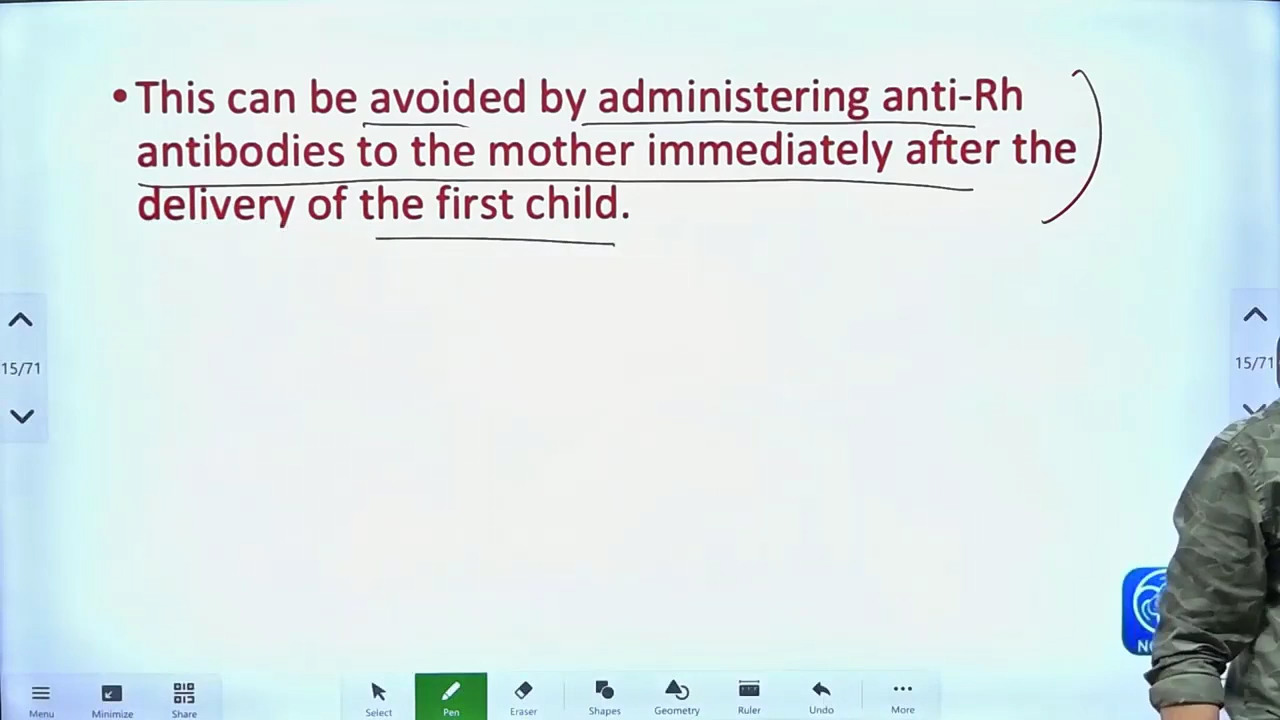 • This can be avoided by administering anti-Rh
antibodies to the mother immediately after the
delivery of the first child.
15/71
15/71
Menu
Minimize
Share
Select
Pen
Eraser
Shapes
Geometry
Ruler
Undo
More